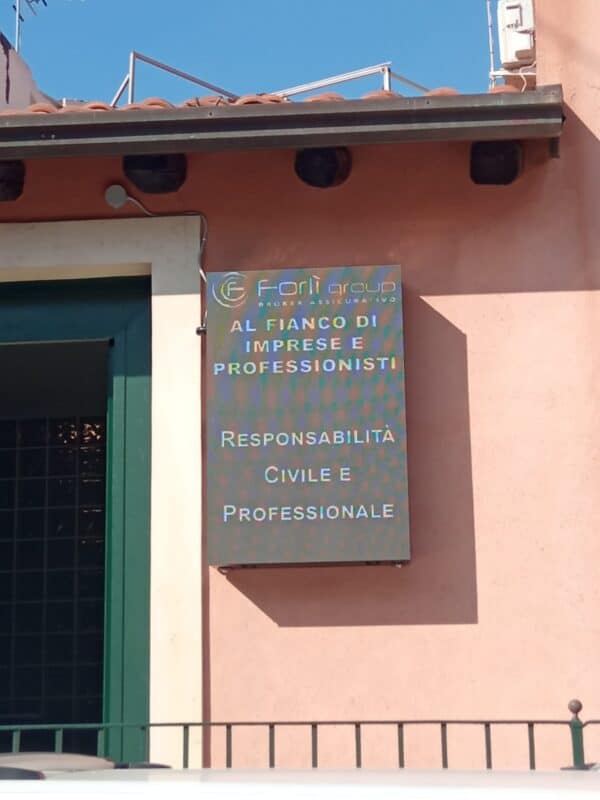 Forlì group
BROKER ASSICURATIVO
AL FIANCO DI
IMPRESE E
PROFESSIONISTI
RESPONSABILITÀ
CIVILE E
PROFESSIONALE